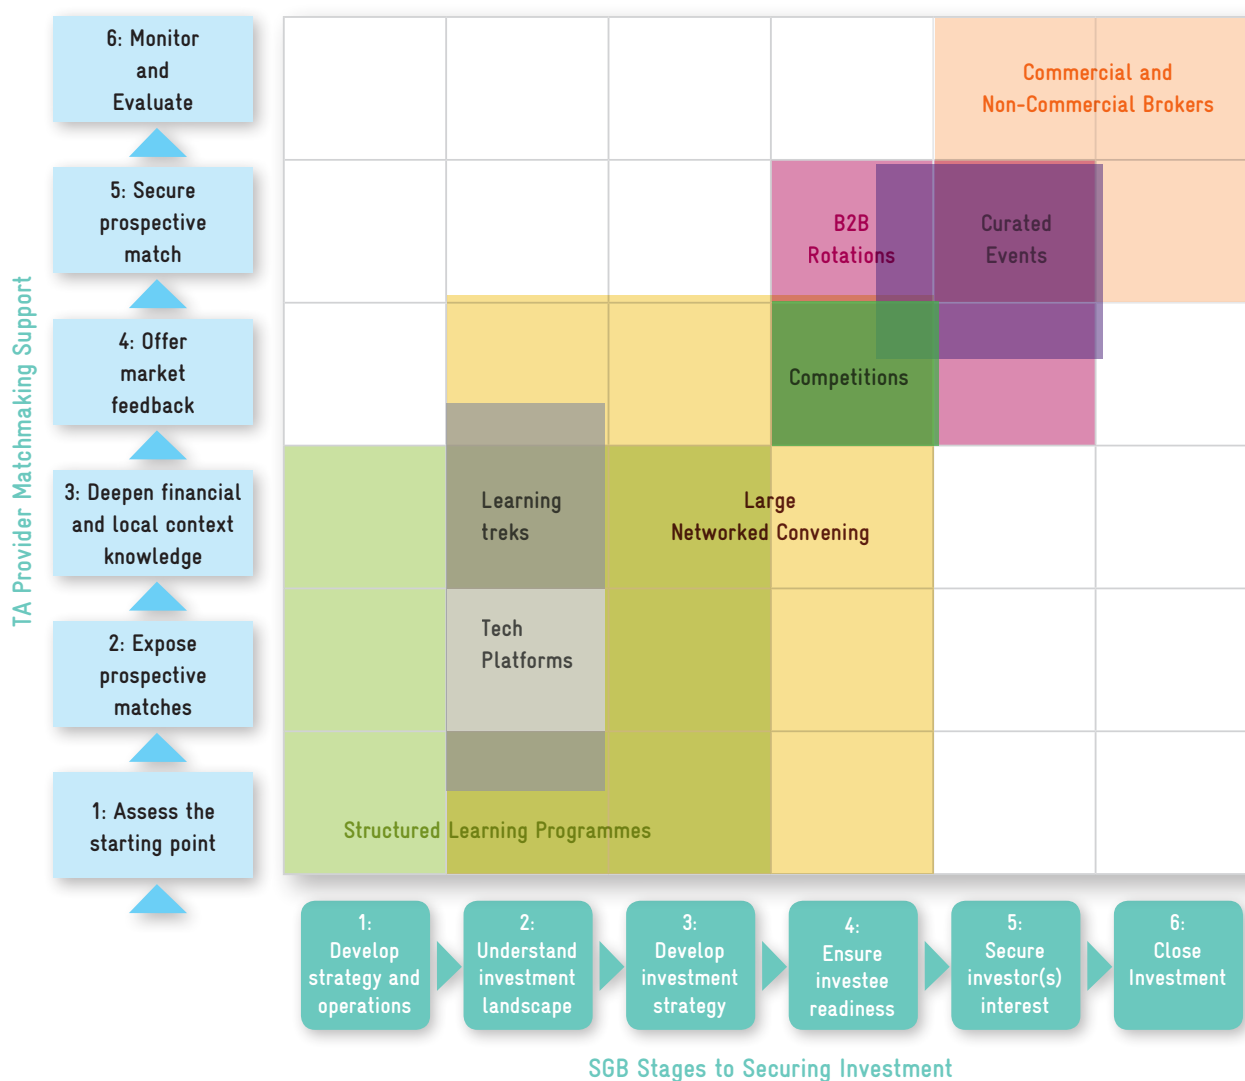 6: Monitor
and
Evaluate
5: Secure
prospective
match
4: Offer
market
feedback
3: Deepen financial
and local context
knowledge
2: Expose
prospective
matches
1: Assess the
starting point
TA Provider Matchmaking Support
Commercial and
Non-Commercial Brokers
B2B
Rotations
Curated
Events
Competitions
Learning
treks
Large
Networked Convening
Tech
Platforms
Structured Learning Programmes
1:
Develop
strategy and
operations
2:
Understand
investment
landscape
3:
Develop
investment
strategy
4:
Ensure
investee
readiness
5:
Secure
investor(s)
interest
6:
Close
Investment
SGB Stages to Securing Investment